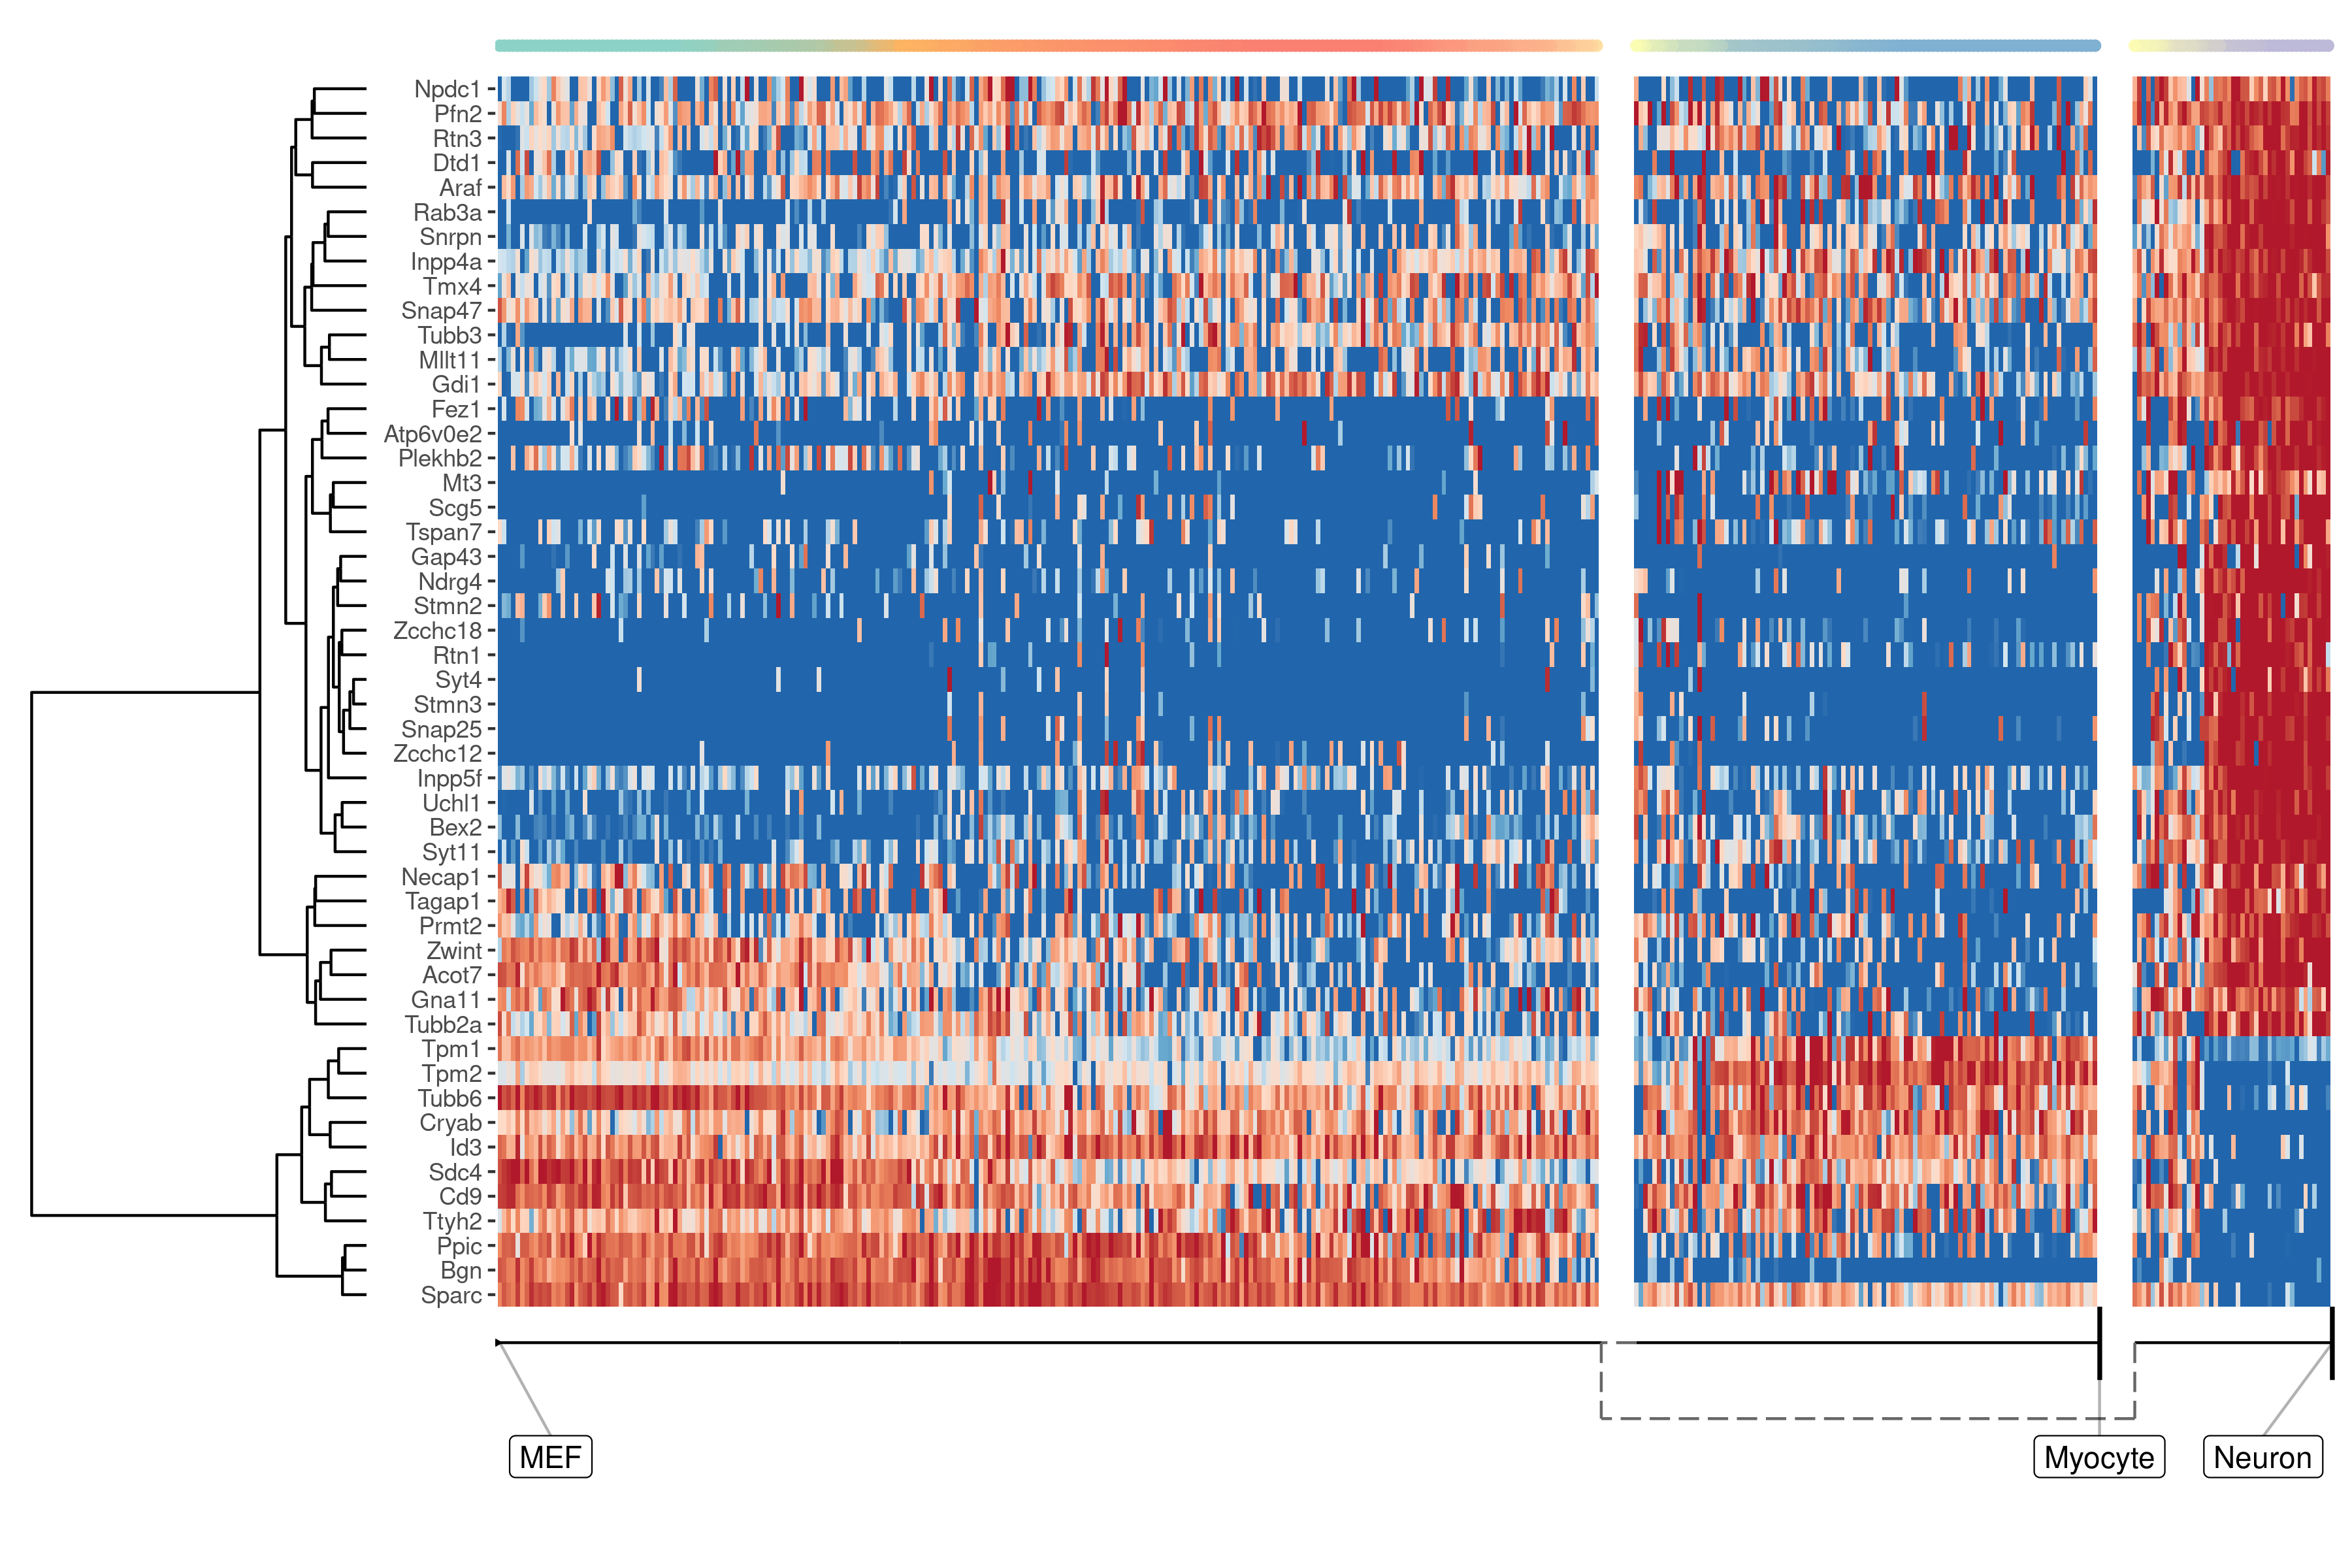 Npdc1
Pfn2
Rtn3
Dtd1
Araf
Rab3a
Snrpn
Inpp4a
Tmx4
Snap47
Tubb3
Mllt11
Gdi1
Fez1
Atp6v0e2
Plekhb2
Mt3
Scg5
Tspan7
Gap43
Ndrg4
Stmn2
Zcchc18
Rtn1
Syt4
Stmn3
Snap25
Zcchc12
Inpp5f
Uchl1
Bex2
Syt11
Necap1
Tagap1
Prmt2
Zwint
Acot7
Gna11
Tubb2a
Tpm1
Tpm2
Tubb6
Cryab
Id3
Sdc4
Cd9
Ttyh2
Ppic
Bgn
Sparc
MEF Myocyte Neuron